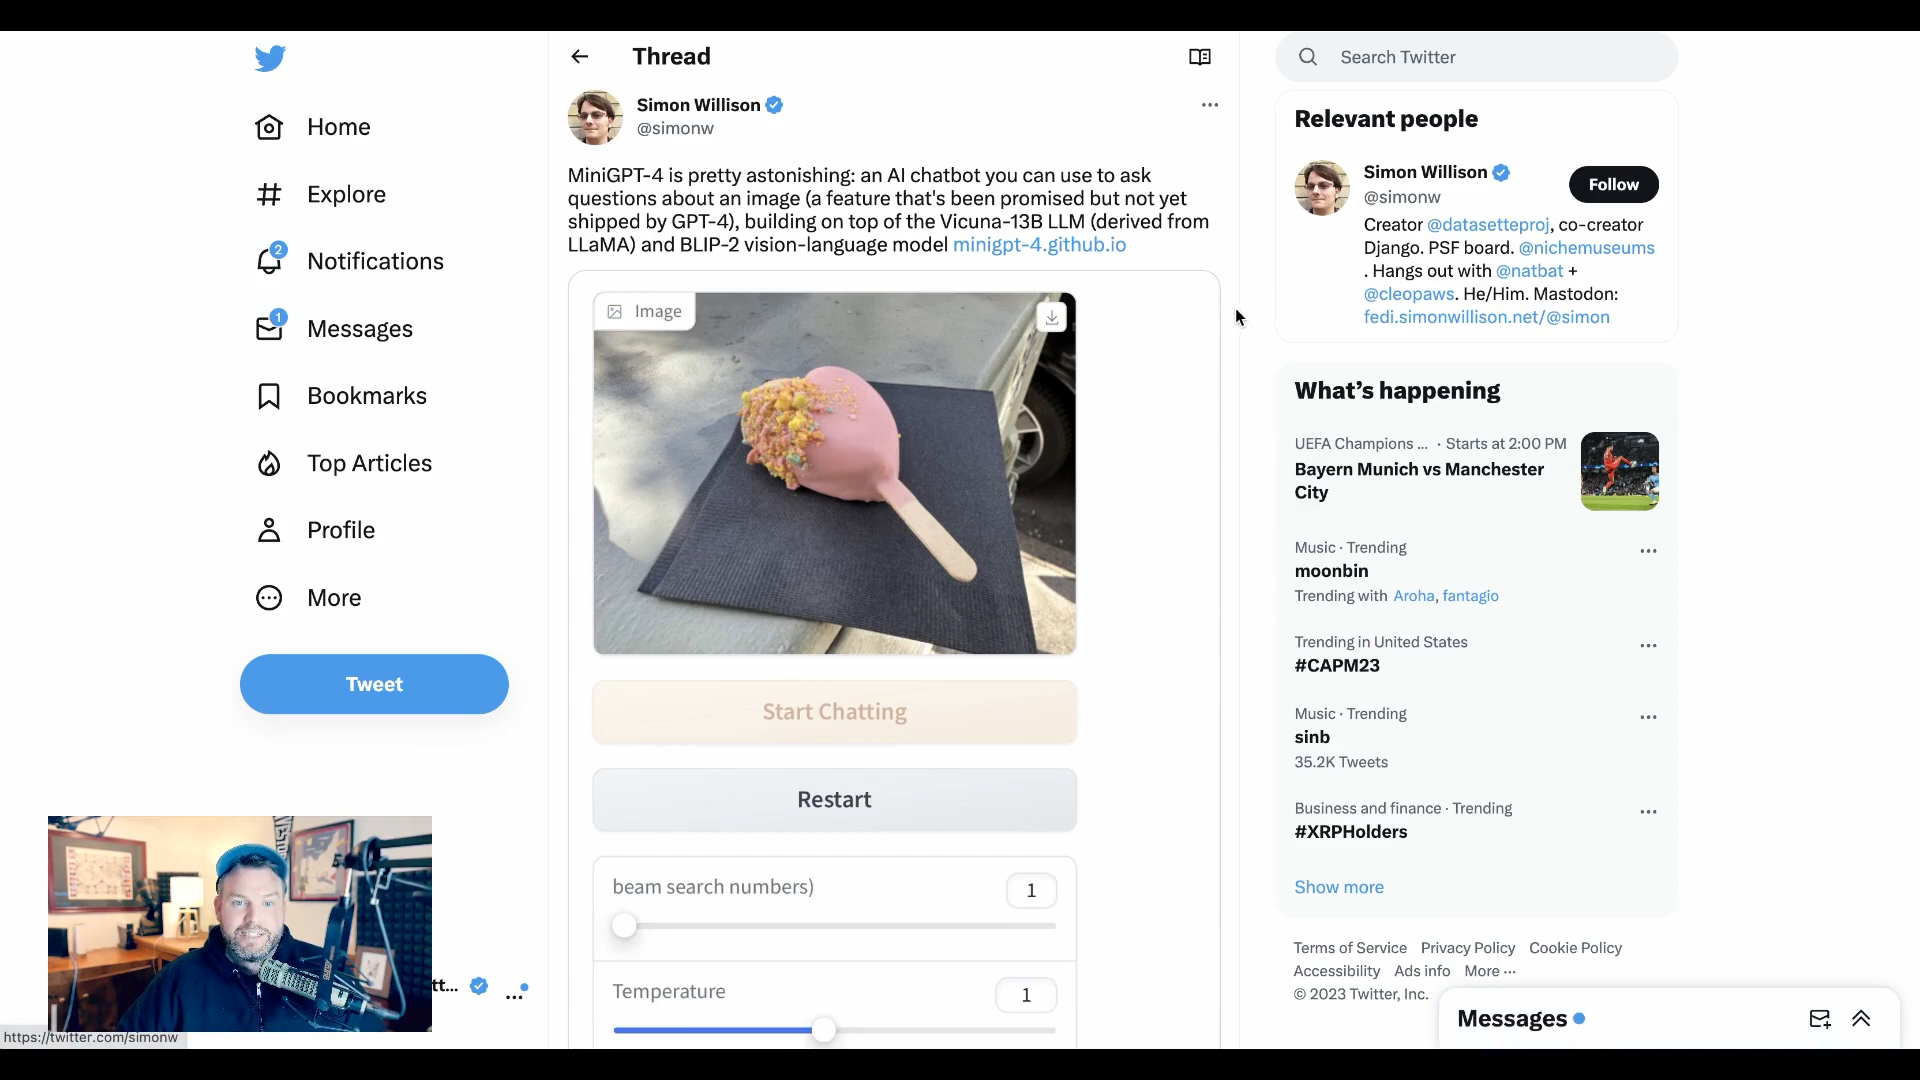 Home
Explore
2
Notifications
1
Messages
Bookmarks
Top Articles
Profile
More
Tweet
tt...
https://twitter.com/simonw
Thread
Simon Willison
@simonw
MiniGPT-4 is pretty astonishing: an AI chatbot you can use to ask
questions about an image (a feature that's been promised but not yet
shipped by GPT-4), building on top of the Vicuna-13B LLM (derived from
LLaMA) and BLIP-2 vision-language model minigpt-4.github.io
Image
Start Chatting
Restart
beam search numbers)
1
Temperature
1
Search Twitter
Relevant people
Simon Willison
@simonw
Follow
Creator @datasetteproj, co-creator
Django. PSF board. @nichemuseums
. Hangs out with @natbat +
@cleopaws. He/Him. Mastodon:
fedi.simonwillison.net/@simon
What's happening
UEFA Champions ... · Starts at 2:00 PM
Bayern Munich vs Manchester
City
Music · Trending
moonbin
Trending with Aroha, fantagio
Trending in United States
#CAPM23
Music · Trending
sinb
35.2K Tweets
Business and finance · Trending
#XRPHolders
Show more
Terms of Service Privacy Policy Cookie Policy
Accessibility Ads info More ...
© 2023 Twitter, Inc.
Messages